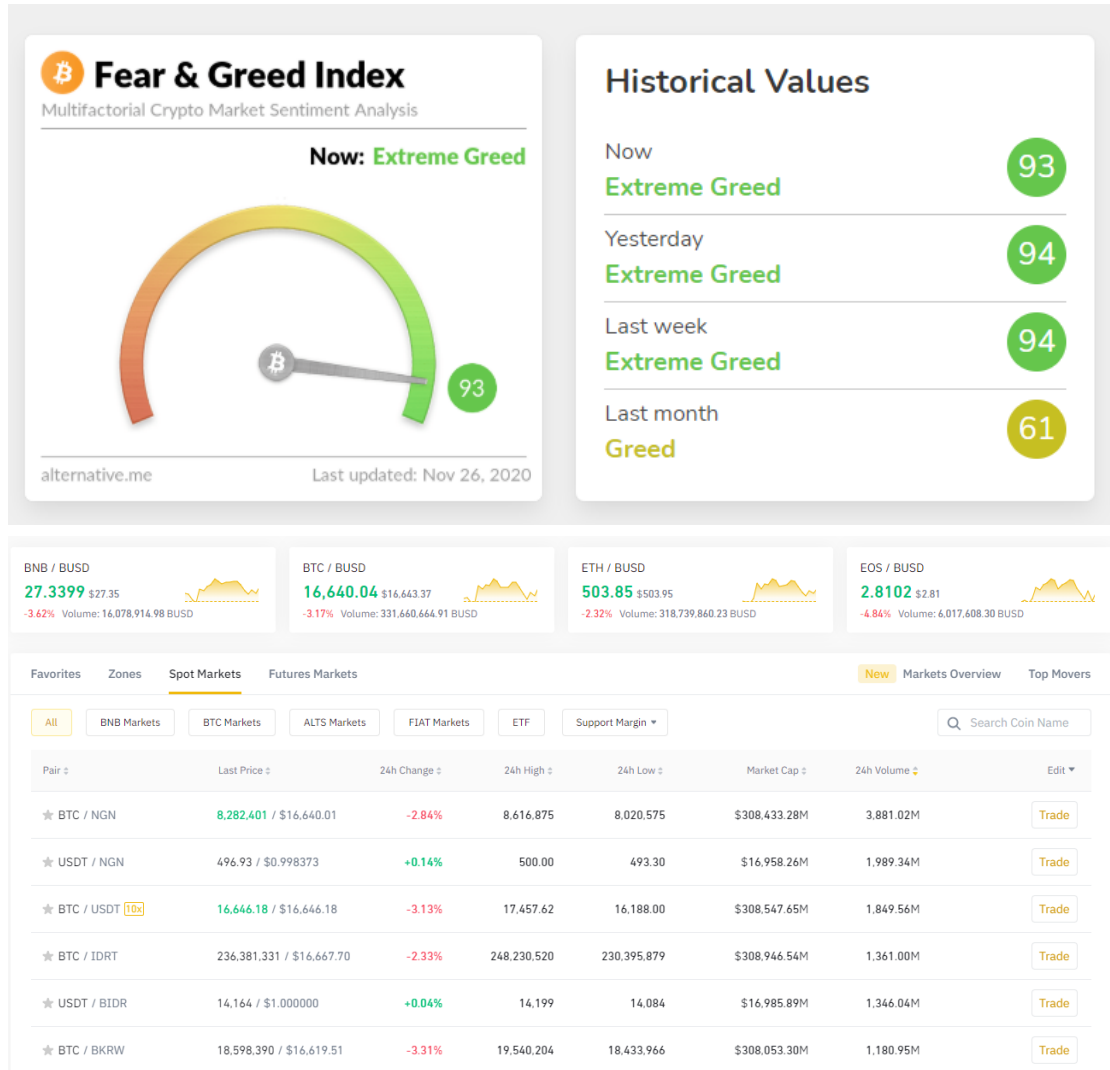 Fear & Greed Index
Multifactorial Crypto Market Sentiment Analysis
Now: Extreme Greed
93
alternative.me Last updated: Nov 26, 2020
Historical Values
Now
Extreme Greed
93
Yesterday
Extreme Greed
94
Last week
Extreme Greed
94
Last month
Greed
61
BNB / BUSD
27.3399 $27.35
-3.62% Volume: 16,078,914.98 BUSD
BTC / BUSD
16,640.04 $16,643.37
-3.17% Volume: 331,660,664.91 BUSD
ETH / BUSD
503.85 $503.95
-2.32% Volume: 318,739,860.23 BUSD
EOS / BUSD
2.8102 $2.81
-4.84% Volume: 6,017,608.30 BUSD
Favorites Zones Spot Markets Futures Markets New Markets Overview Top Movers
All BNB Markets BTC Markets ALTS Markets FIAT Markets ETF Support Margin Search Coin Name
Pair Last Price 24h Change 24h High 24h Low Market Cap 24h Volume Edit
BTC / NGN 8,282,401 / $16,640.01 -2.84% 8,616,875 8,020,575 $308,433.28M 3,881.02M Trade
USDT / NGN 496.93 / $0.998373 +0.14% 500.00 493.30 $16,958.26M 1,989.34M Trade
BTC / USDT 10x 16,646.18 / $16,646.18 -3.13% 17,457.62 16,188.00 $308,547.65M 1,849.56M Trade
BTC / IDRT 236,381,331 / $16,667.70 -2.33% 248,230,520 230,395,879 $308,946.54M 1,361.00M Trade
USDT / BIDR 14,164 / $1.000000 +0.04% 14,199 14,084 $16,985.89M 1,346.04M Trade
BTC / BKRW 18,598,390 / $16,619.51 -3.31% 19,540,204 18,433,966 $308,053.30M 1,180.95M Trade